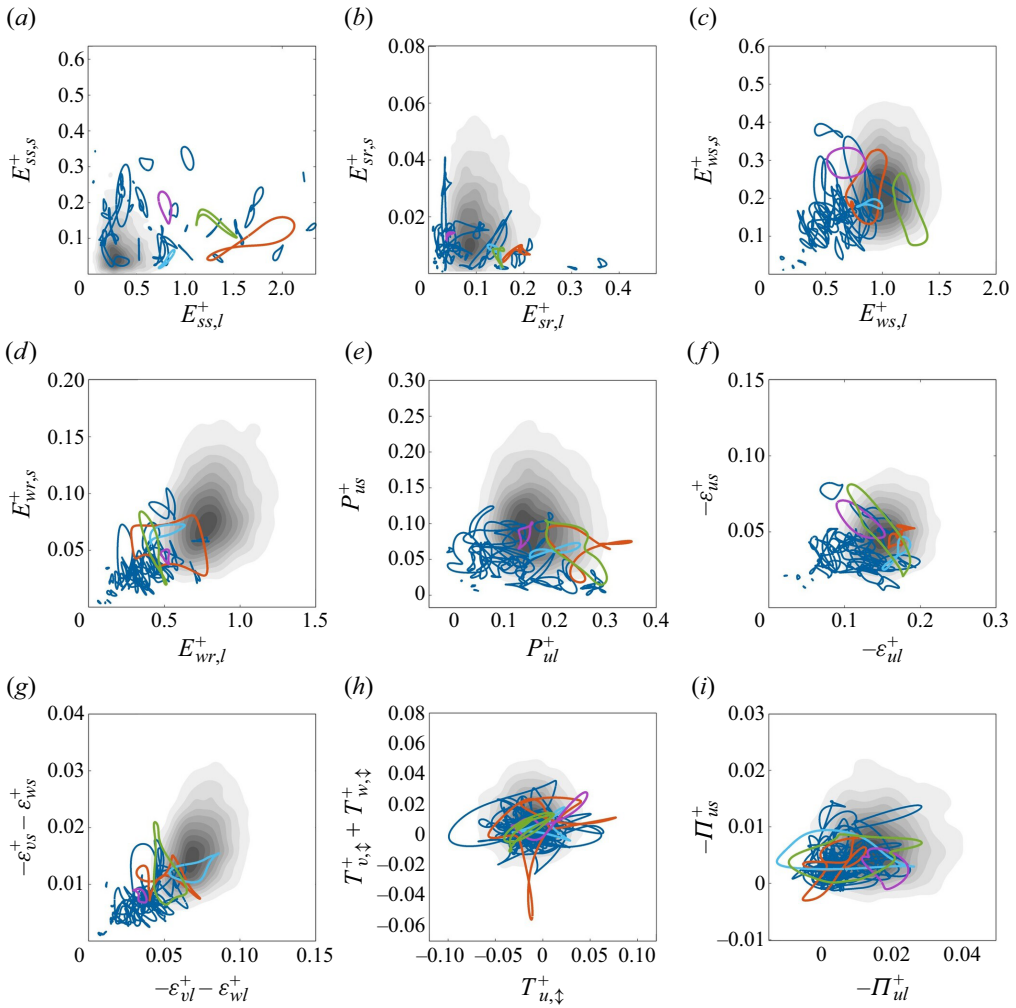 (a) (b) (c)
0.6 0.08 0.6
0.5 0.5
0.06
0.4 0.4
E⁺ss,s 0.3 E⁺sr,s 0.04 E⁺ws,s 0.3
0.2 0.02 0.2
0.1 0.1
0 0.5 1.0 1.5 2.0 0 0.1 0.2 0.3 0.4 0 0.5 1.0 1.5 2.0
E⁺ss,l E⁺sr,l E⁺ws,l
(d) (e) (f)
0.20 0.30 0.15
0.25
0.15
0.20 0.10
E⁺wr,s 0.10 P⁺us 0.15 −ε⁺us
0.10 0.05
0.05
0.05
0 0.5 1.0 1.5 0 0.1 0.2 0.3 0.4 0 0.1 0.2 0.3
E⁺wr,l P⁺ul −ε⁺ul
(g) (h) (i)
0.04 0.08 0.03
0.06
0.03 0.02
0.04
−ε⁺vs − ε⁺ws 0.02 T⁺v,↕ + T⁺w,↕ 0.02 −Π⁺us 0.01
0
−0.02 0
0.01
−0.04
−0.06 −0.01
0 0.05 0.10 0.15 −0.10 −0.05 0 0.05 0.10 0 0.02 0.04
−ε⁺vl − ε⁺wl T⁺u,↕ −Π⁺ul